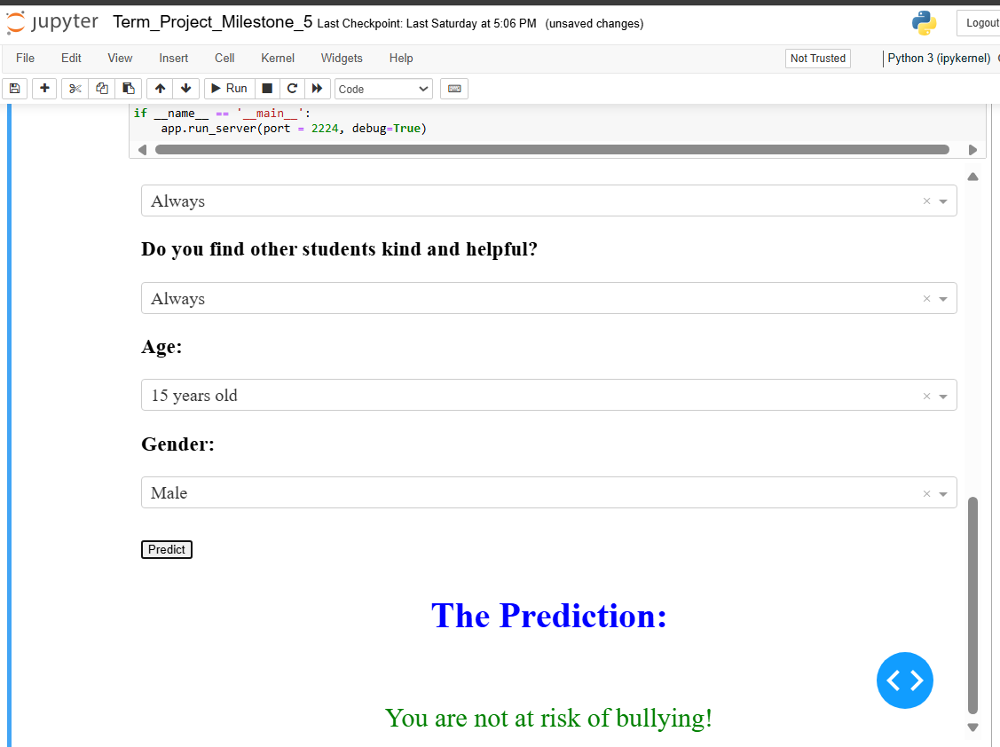 jupyter Term_Project_Milestone_5 Last Checkpoint: Last Saturday at 5:06 PM (unsaved changes) Logout
File Edit View Insert Cell Kernel Widgets Help Not Trusted Python 3 (ipykernel)
Run Code
if __name__ == '__main__':
    app.run_server(port = 2224, debug=True)
Always
Do you find other students kind and helpful?
Always
Age:
15 years old
Gender:
Male
Predict
The Prediction:
You are not at risk of bullying!